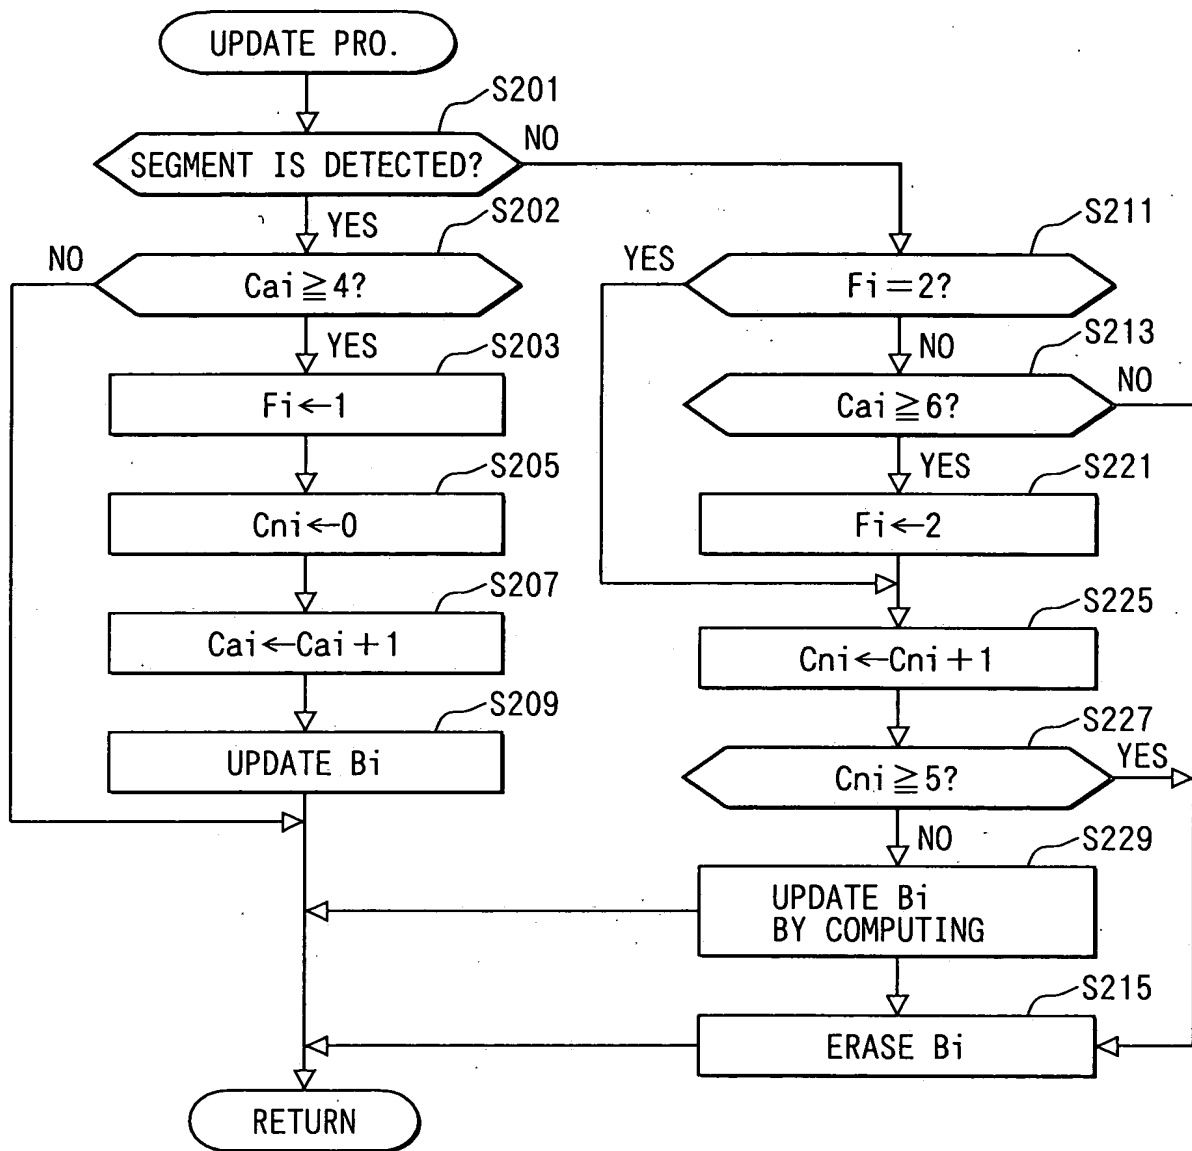 UPDATE PRO.
S201
SEGMENT IS DETECTED?
NO
YES
S202
NO
Cai≧4?
YES
S203
Fi←1
S205
Cni←0
S207
Cai←Cai+1
S209
UPDATE Bi
S211
YES
Fi=2?
NO
S213
NO
Cai≧6?
YES
S221
Fi←2
S225
Cni←Cni+1
S227
YES
Cni≧5?
NO
S229
UPDATE Bi
BY COMPUTING
S215
ERASE Bi
RETURN